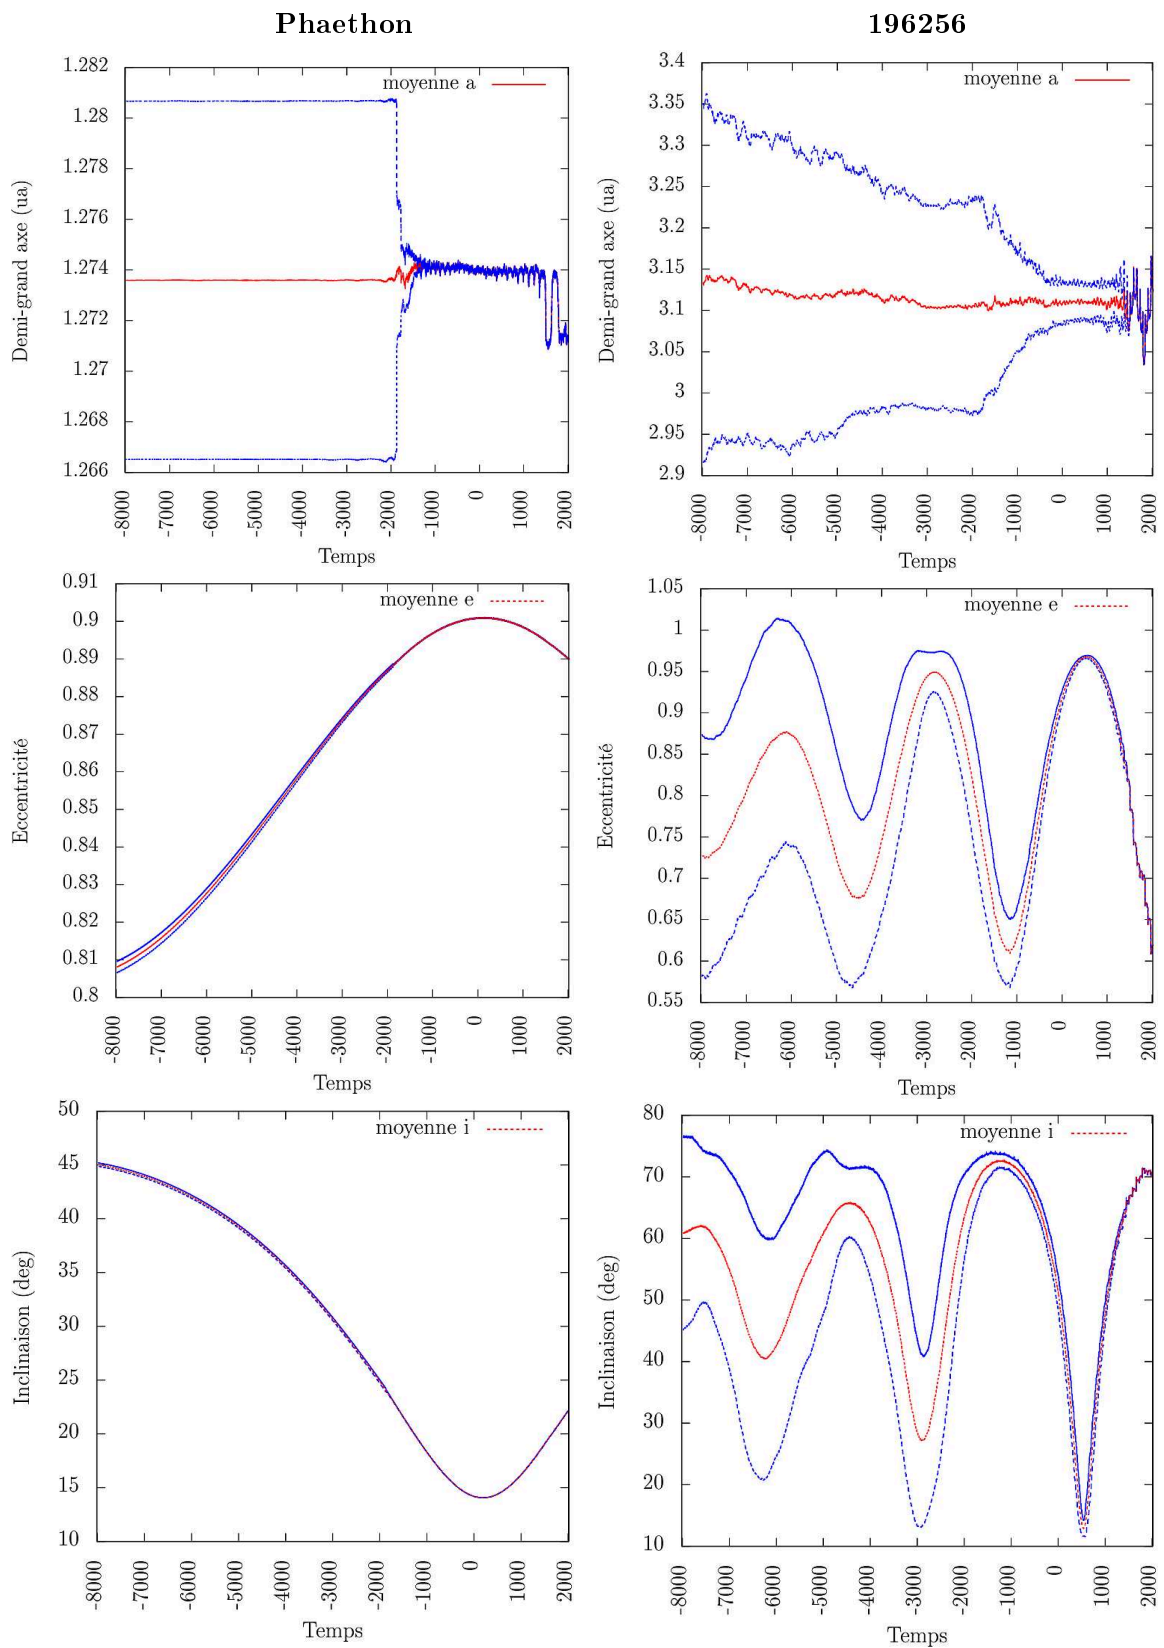 Phaethon
196256
moyenne a
1.282
1.28
1.278
1.276
1.274
1.272
1.27
1.268
1.266
Demi-grand axe (ua)
-8000 -7000 -6000 -5000 -4000 -3000 -2000 -1000 0 1000 2000
Temps
moyenne a
3.4
3.35
3.3
3.25
3.2
3.15
3.1
3.05
3
2.95
2.9
Demi-grand axe (ua)
-8000 -7000 -6000 -5000 -4000 -3000 -2000 -1000 0 1000 2000
Temps
moyenne e
0.91
0.9
0.89
0.88
0.87
0.86
0.85
0.84
0.83
0.82
0.81
0.8
Eccentricité
-8000 -7000 -6000 -5000 -4000 -3000 -2000 -1000 0 1000 2000
Temps
moyenne e
1.05
1
0.95
0.9
0.85
0.8
0.75
0.7
0.65
0.6
0.55
Eccentricité
-8000 -7000 -6000 -5000 -4000 -3000 -2000 -1000 0 1000 2000
Temps
moyenne i
50
45
40
35
30
25
20
15
10
Inclinaison (deg)
-8000 -7000 -6000 -5000 -4000 -3000 -2000 -1000 0 1000 2000
Temps
moyenne i
80
70
60
50
40
30
20
10
Inclinaison (deg)
-8000 -7000 -6000 -5000 -4000 -3000 -2000 -1000 0 1000 2000
Temps